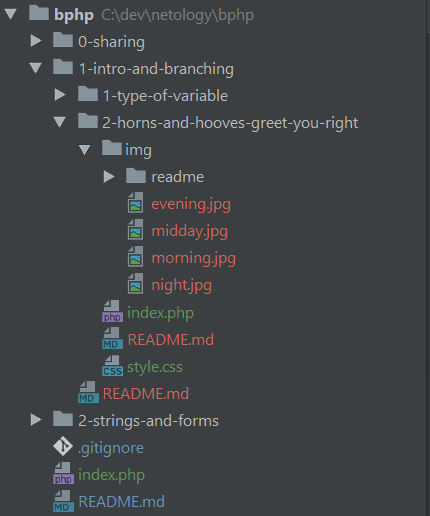 bphp C:\dev\netology\bphp
0-sharing
1-intro-and-branching
1-type-of-variable
2-horns-and-hooves-greet-you-right
img
readme
evening.jpg
midday.jpg
morning.jpg
night.jpg
php index.php
MD README.md
CSS style.css
MD README.md
2-strings-and-forms
.gitignore
php index.php
MD README.md